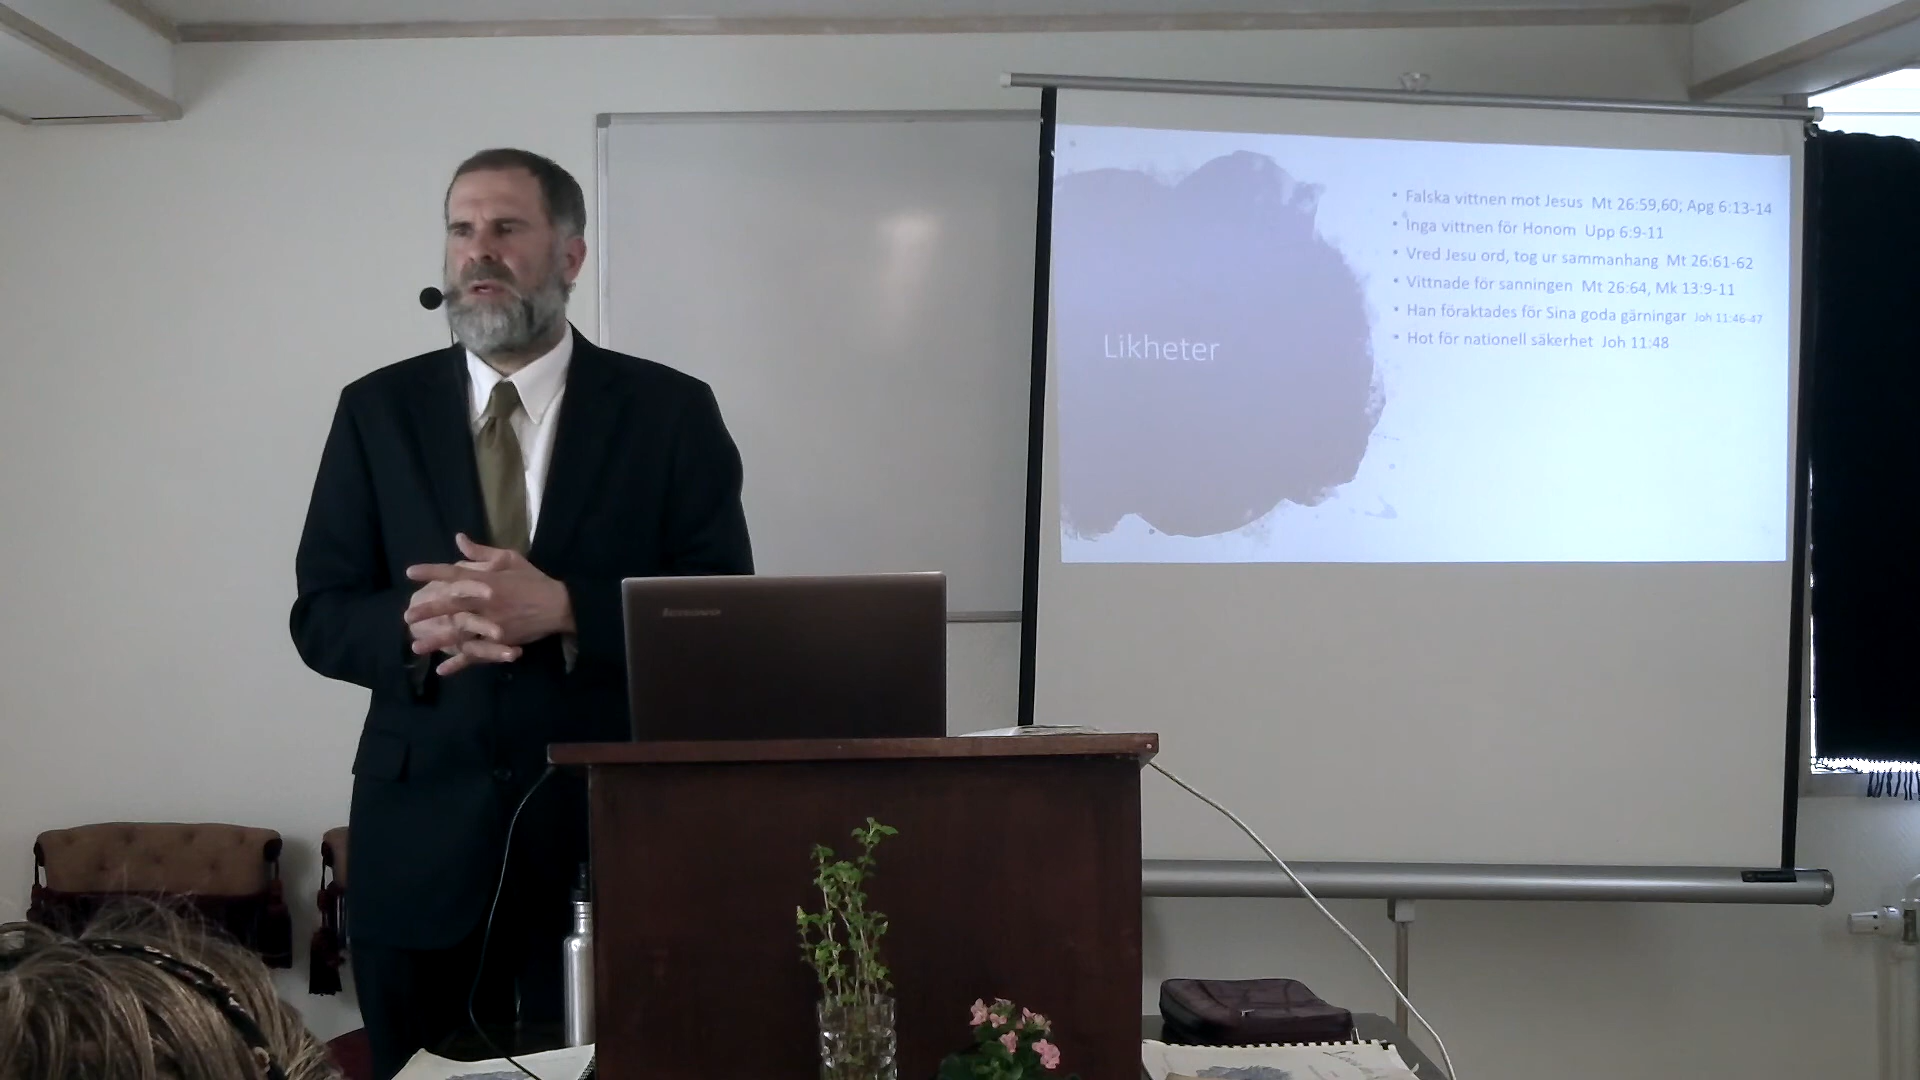 Likheter
• Falska vittnen mot Jesus Mt 26:59,60; Apg 6:13-14
• Inga vittnen för Honom Upp 6:9-11
• Vred Jesu ord, tog ur sammanhang Mt 26:61-62
• Vittnade för sanningen Mt 26:64, Mk 13:9-11
• Han föraktades för Sina goda gärningar Joh 11:46-47
• Hot för nationell säkerhet Joh 11:48
lenovo